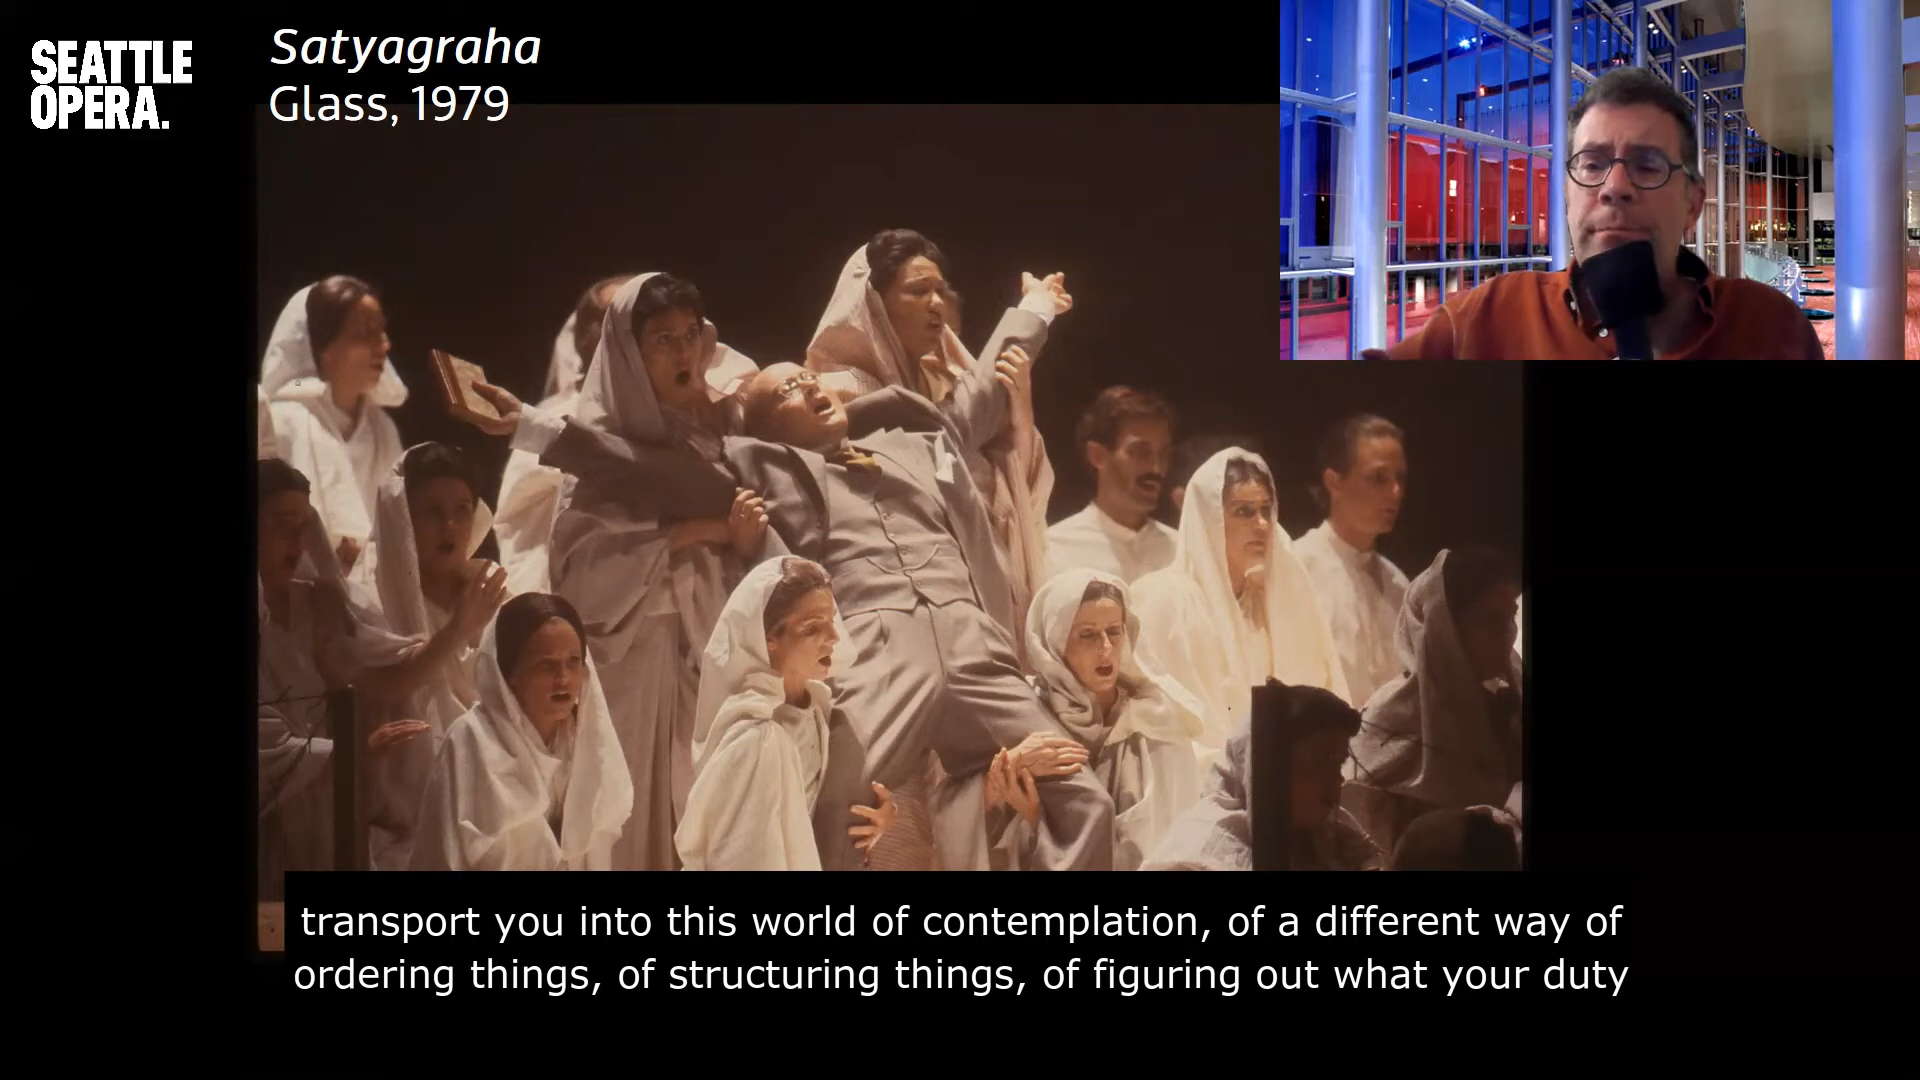 SEATTLE
OPERA.
Satyagraha
Glass, 1979
transport you into this world of contemplation, of a different way of
ordering things, of structuring things, of figuring out what your duty